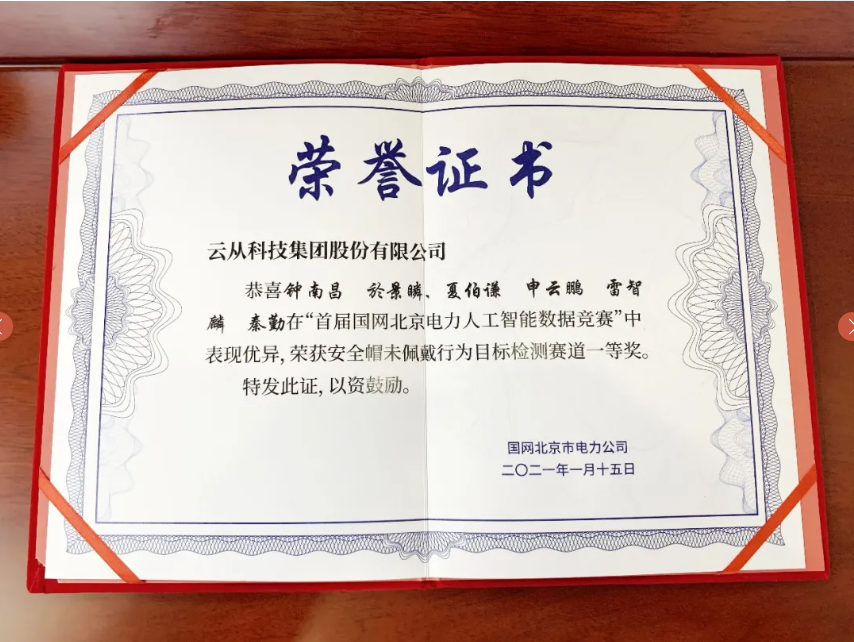 荣誉证书
云从科技集团股份有限公司
恭喜钟南昌 於景瞵、夏伯谦 申云鹏 雷智
麟 秦勤在“首届国网北京电力人工智能数据竞赛”中
表现优异, 荣获安全帽未佩戴行为目标检测赛道一等奖。
特发此证, 以资鼓励。
国网北京市电力公司
二〇二一年一月十五日